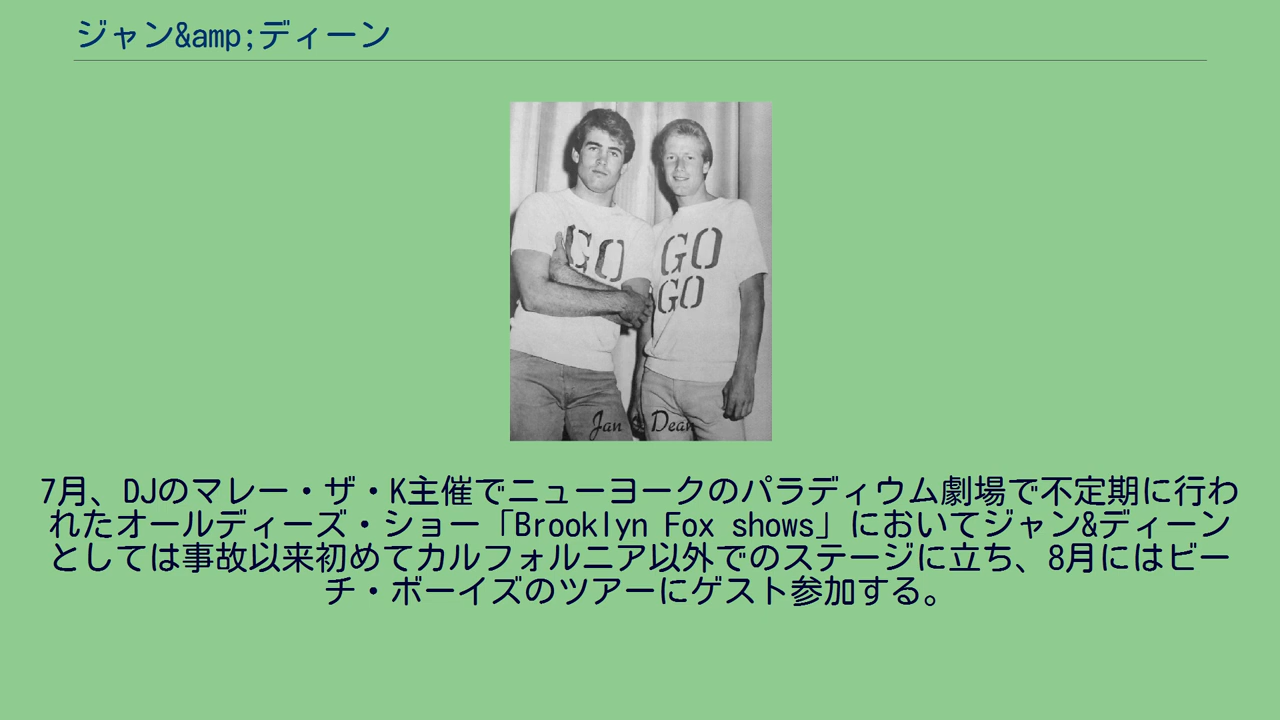 ジャン&amp;ディーン
GO
GO
GO
Jan & Dean
7月、DJのマレー・ザ・K主催でニューヨークのパラディウム劇場で不定期に行わ
れたオールディーズ・ショー「Brooklyn Fox shows」においてジャン&ディーン
としては事故以来初めてカルフォルニア以外でのステージに立ち、8月にはビー
チ・ボーイズのツアーにゲスト参加する。